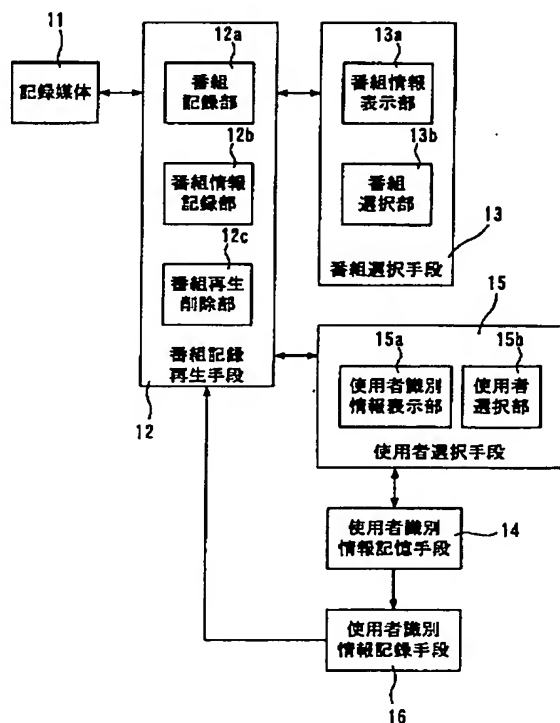 11
記録媒体
12a
番組
記録部
12b
番組情報
記録部
12c
番組再生
削除部
番組記録
再生手段
12
13a
番組情報
表示部
13b
番組
選択部
番組選択手段
13
15
15a
使用者識別
情報表示部
15b
使用者
選択部
使用者選択手段
使用者識別
情報記憶手段
14
使用者識別
情報記録手段
16